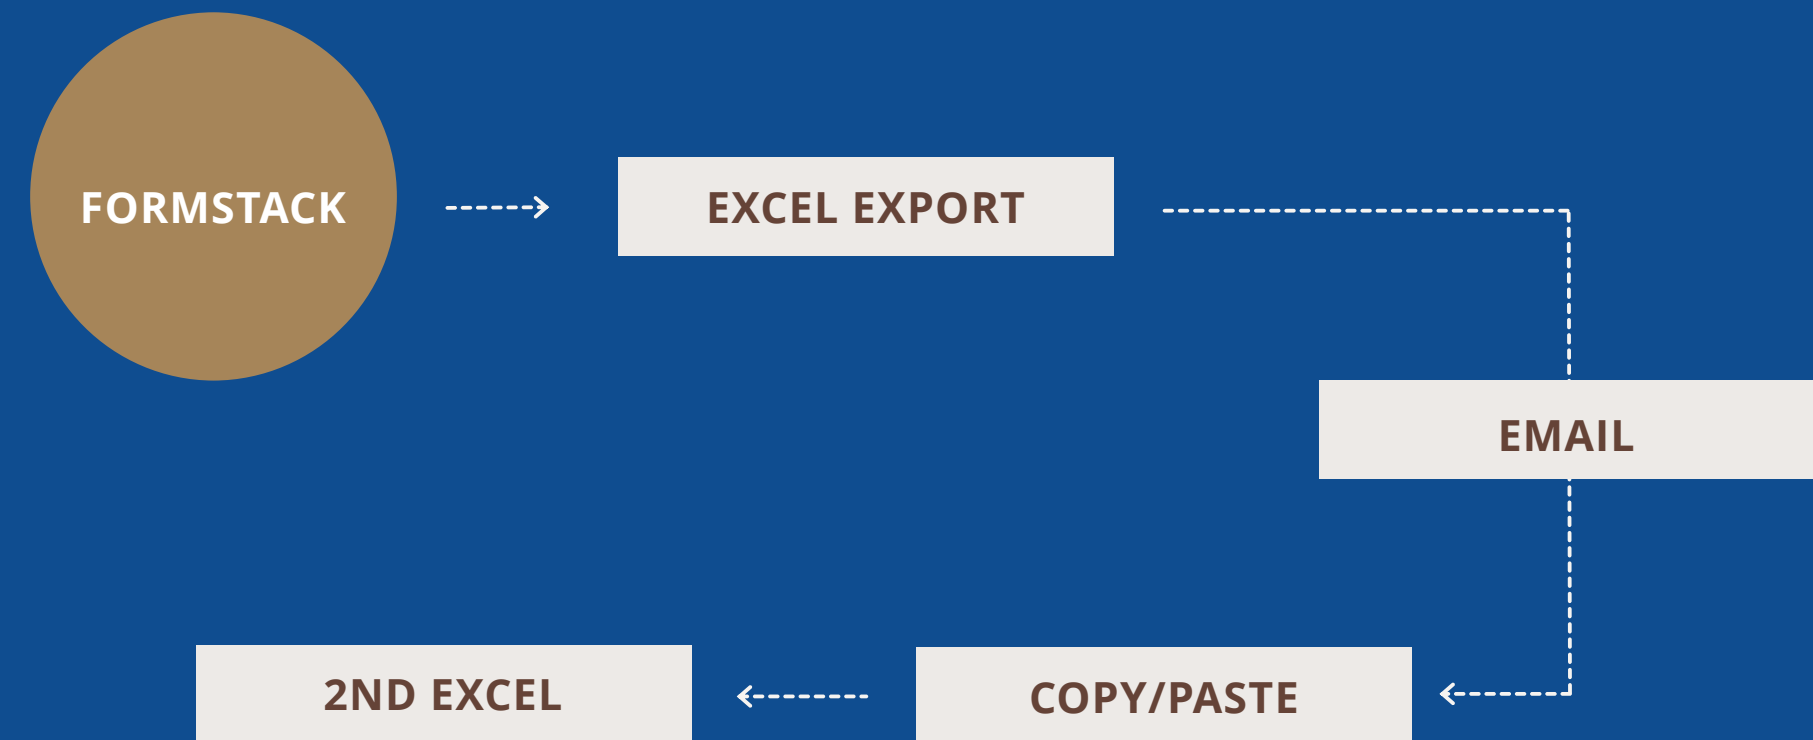 FORMSTACK
EXCEL EXPORT
EMAIL
COPY/PASTE
2ND EXCEL